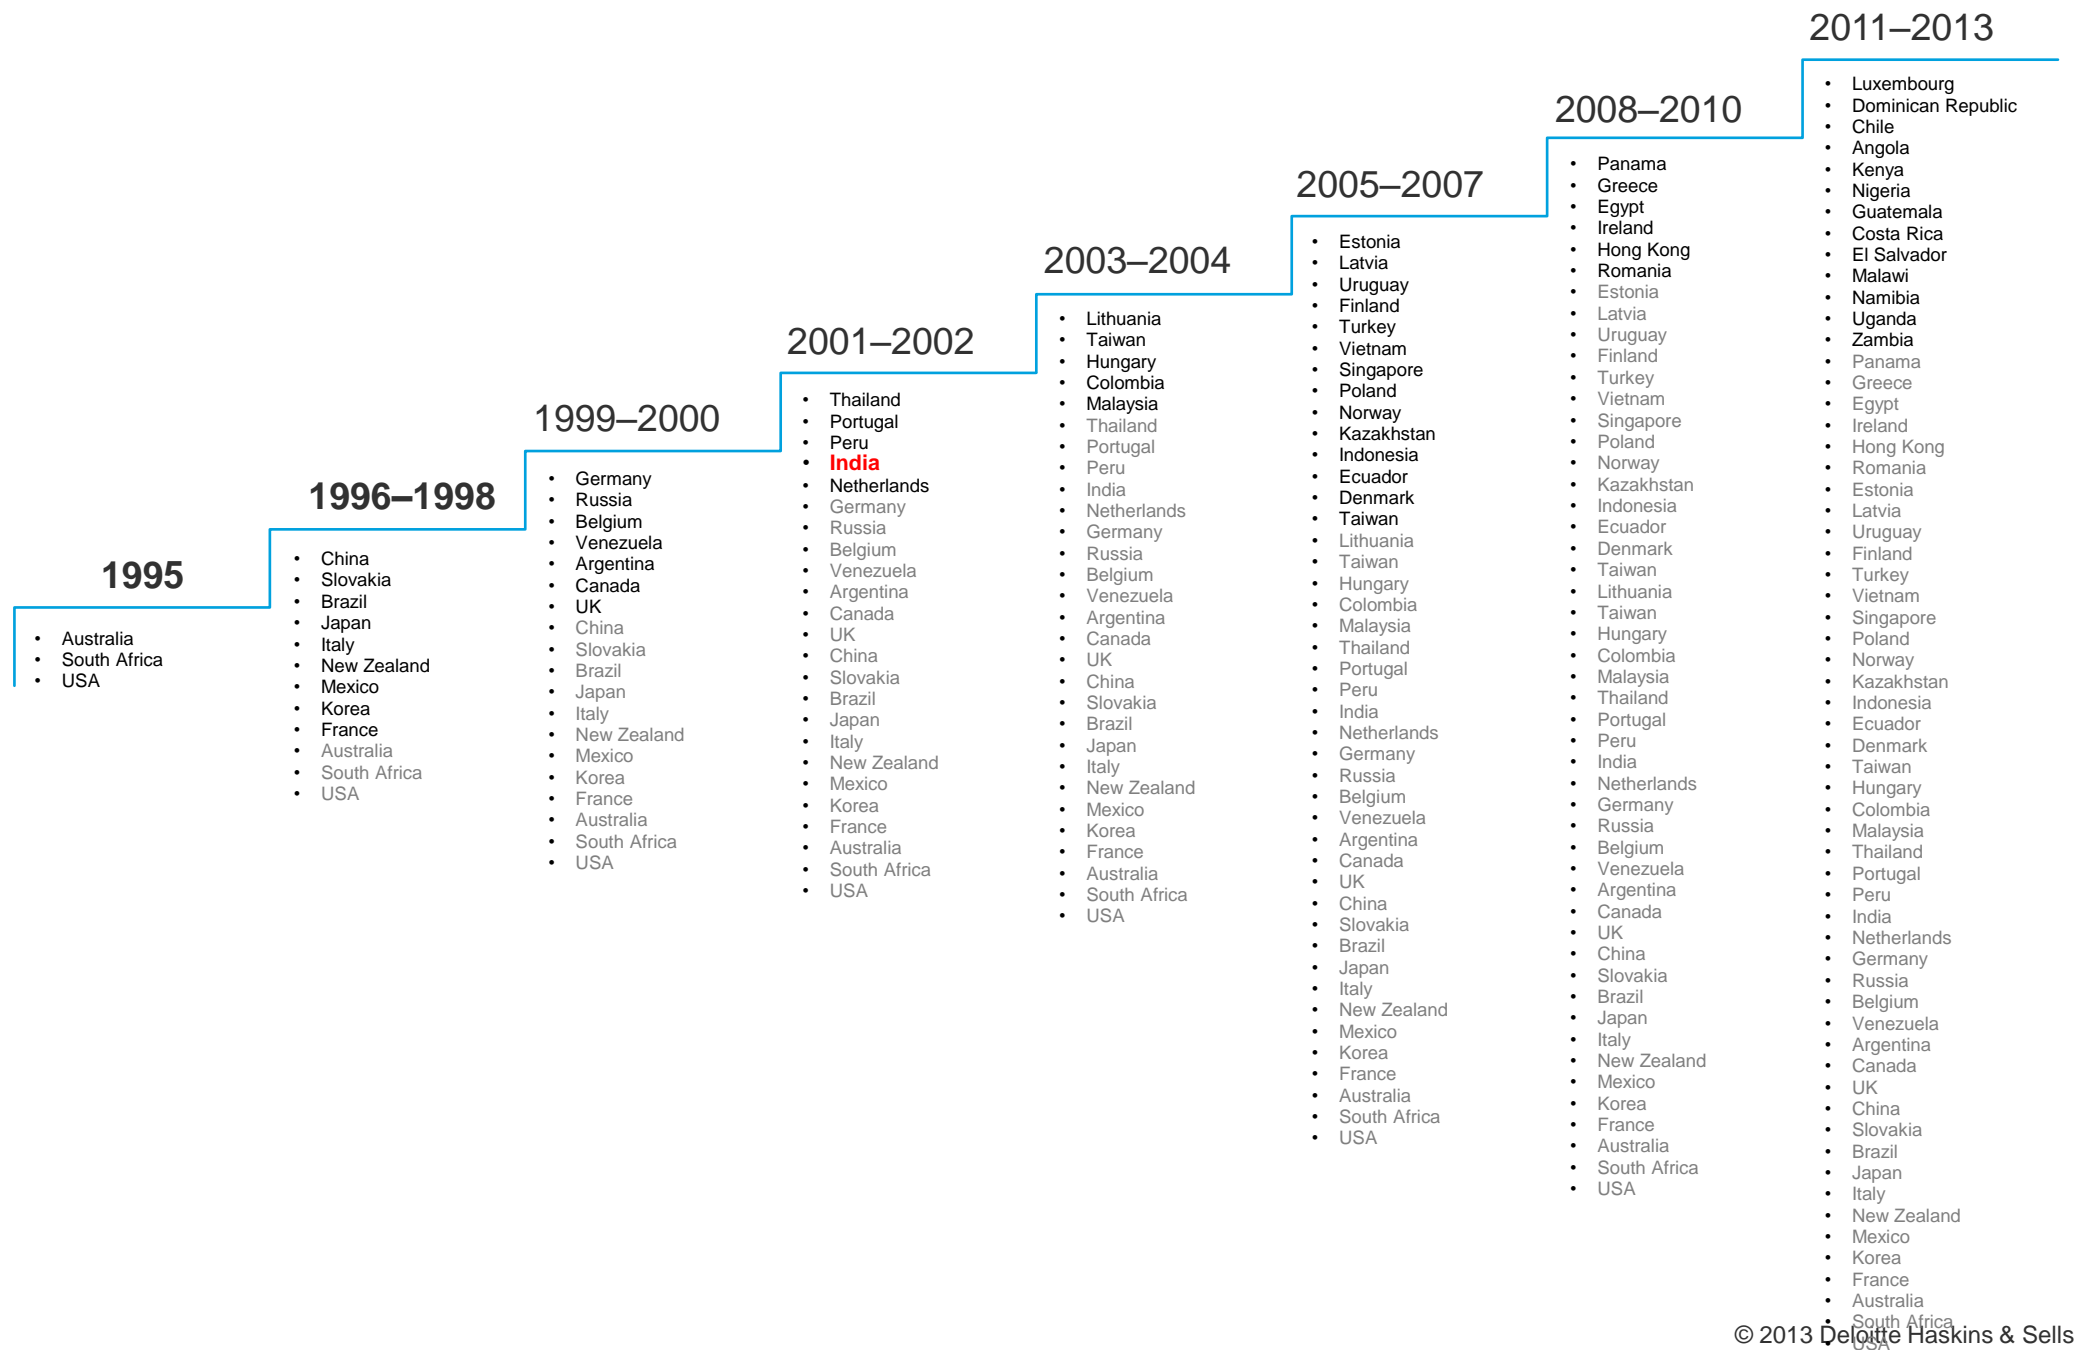 1995
• Australia
• South Africa
• USA
1996–1998
• China
• Slovakia
• Brazil
• Japan
• Italy
• New Zealand
• Mexico
• Korea
• France
• Australia
• South Africa
• USA
1999–2000
• Germany
• Russia
• Belgium
• Venezuela
• Argentina
• Canada
• UK
• China
• Slovakia
• Brazil
• Japan
• Italy
• New Zealand
• Mexico
• Korea
• France
• Australia
• South Africa
• USA
2001–2002
• Thailand
• Portugal
• Peru
• India
• Netherlands
• Germany
• Russia
• Belgium
• Venezuela
• Argentina
• Canada
• UK
• China
• Slovakia
• Brazil
• Japan
• Italy
• New Zealand
• Mexico
• Korea
• France
• Australia
• South Africa
• USA
2003–2004
• Lithuania
• Taiwan
• Hungary
• Colombia
• Malaysia
• Thailand
• Portugal
• Peru
• India
• Netherlands
• Germany
• Russia
• Belgium
• Venezuela
• Argentina
• Canada
• UK
• China
• Slovakia
• Brazil
• Japan
• Italy
• New Zealand
• Mexico
• Korea
• France
• Australia
• South Africa
• USA
2005–2007
• Estonia
• Latvia
• Uruguay
• Finland
• Turkey
• Vietnam
• Singapore
• Poland
• Norway
• Kazakhstan
• Indonesia
• Ecuador
• Denmark
• Taiwan
• Lithuania
• Taiwan
• Hungary
• Colombia
• Malaysia
• Thailand
• Portugal
• Peru
• India
• Netherlands
• Germany
• Russia
• Belgium
• Venezuela
• Argentina
• Canada
• UK
• China
• Slovakia
• Brazil
• Japan
• Italy
• New Zealand
• Mexico
• Korea
• France
• Australia
• South Africa
• USA
2008–2010
• Panama
• Greece
• Egypt
• Ireland
• Hong Kong
• Romania
• Estonia
• Latvia
• Uruguay
• Finland
• Turkey
• Vietnam
• Singapore
• Poland
• Norway
• Kazakhstan
• Indonesia
• Ecuador
• Denmark
• Taiwan
• Lithuania
• Taiwan
• Hungary
• Colombia
• Malaysia
• Thailand
• Portugal
• Peru
• India
• Netherlands
• Germany
• Russia
• Belgium
• Venezuela
• Argentina
• Canada
• UK
• China
• Slovakia
• Brazil
• Japan
• Italy
• New Zealand
• Mexico
• Korea
• France
• Australia
• South Africa
• USA
2011–2013
• Luxembourg
• Dominican Republic
• Chile
• Angola
• Kenya
• Nigeria
• Guatemala
• Costa Rica
• El Salvador
• Malawi
• Namibia
• Uganda
• Zambia
• Panama
• Greece
• Egypt
• Ireland
• Hong Kong
• Romania
• Estonia
• Latvia
• Uruguay
• Finland
• Turkey
• Vietnam
• Singapore
• Poland
• Norway
• Kazakhstan
• Indonesia
• Ecuador
• Denmark
• Taiwan
• Hungary
• Colombia
• Malaysia
• Thailand
• Portugal
• Peru
• India
• Netherlands
• Germany
• Russia
• Belgium
• Venezuela
• Argentina
• Canada
• UK
• China
• Slovakia
• Brazil
• Japan
• Italy
• New Zealand
• Mexico
• Korea
• France
• Australia
• South Africa
• USA
© 2013 Deloitte Haskins & Sells